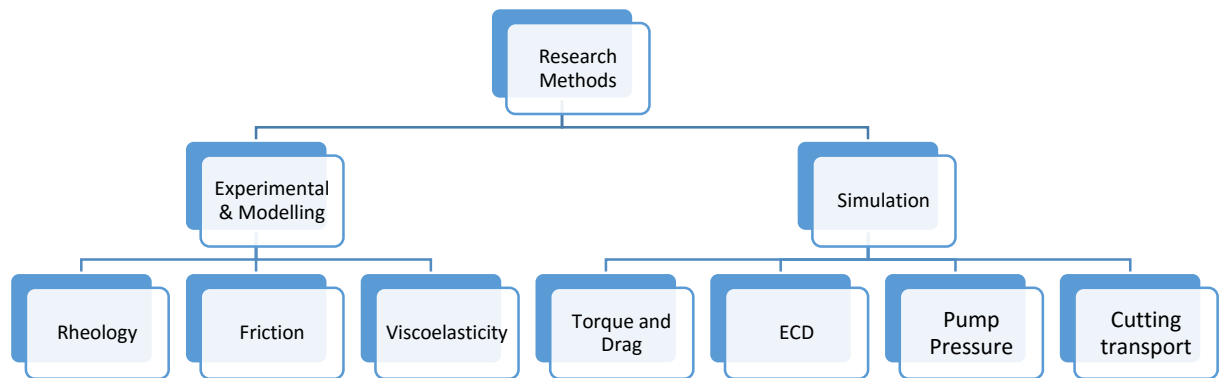 Research
Methods
Experimental
& Modelling
Simulation
Rheology
Friction
Viscoelasticity
Torque and
Drag
ECD
Pump
Pressure
Cutting
transport